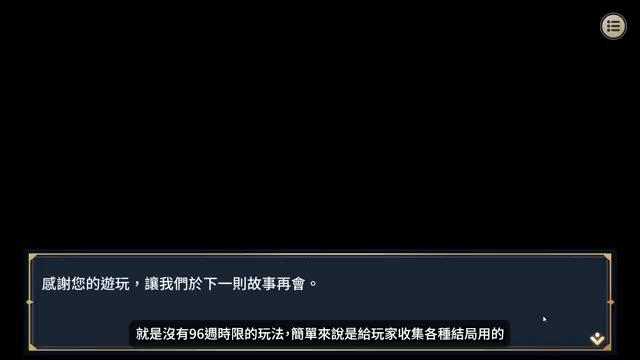 感謝您的遊玩，讓我們於下一則故事再會。
就是沒有96週時限的玩法，簡單來說是給玩家收集各種結局用的